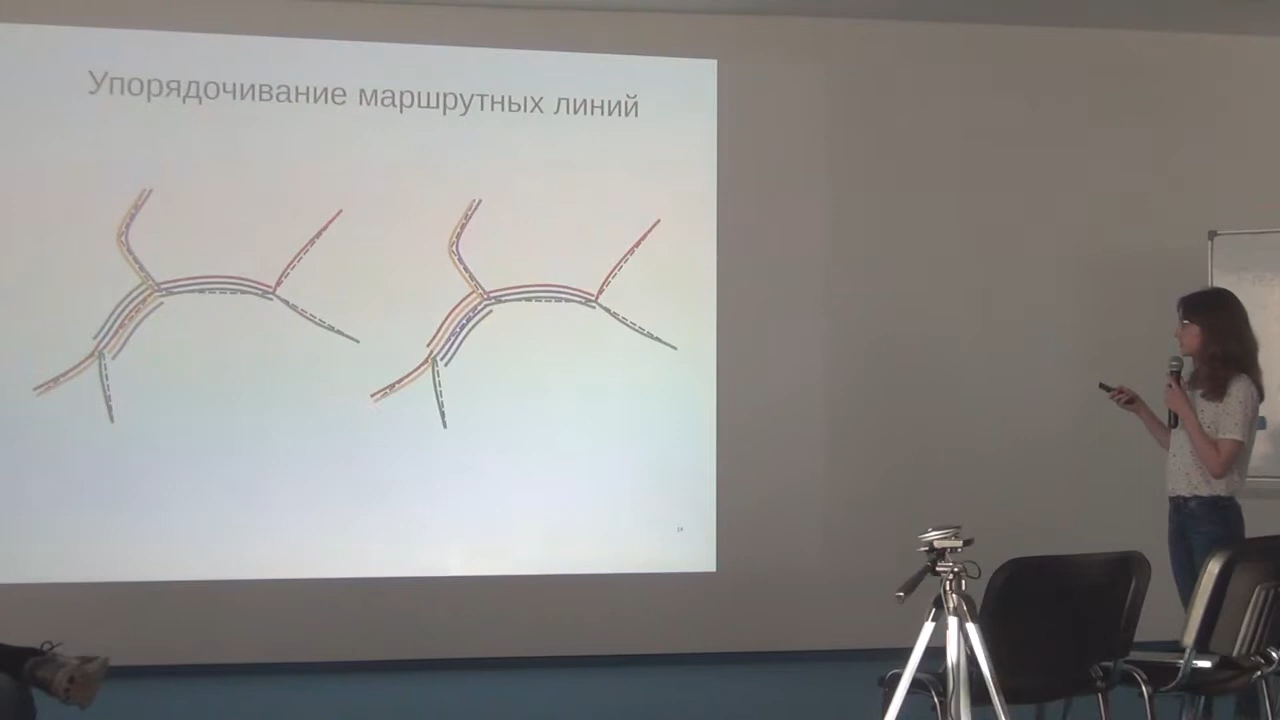 Упорядочивание маршрутных линий